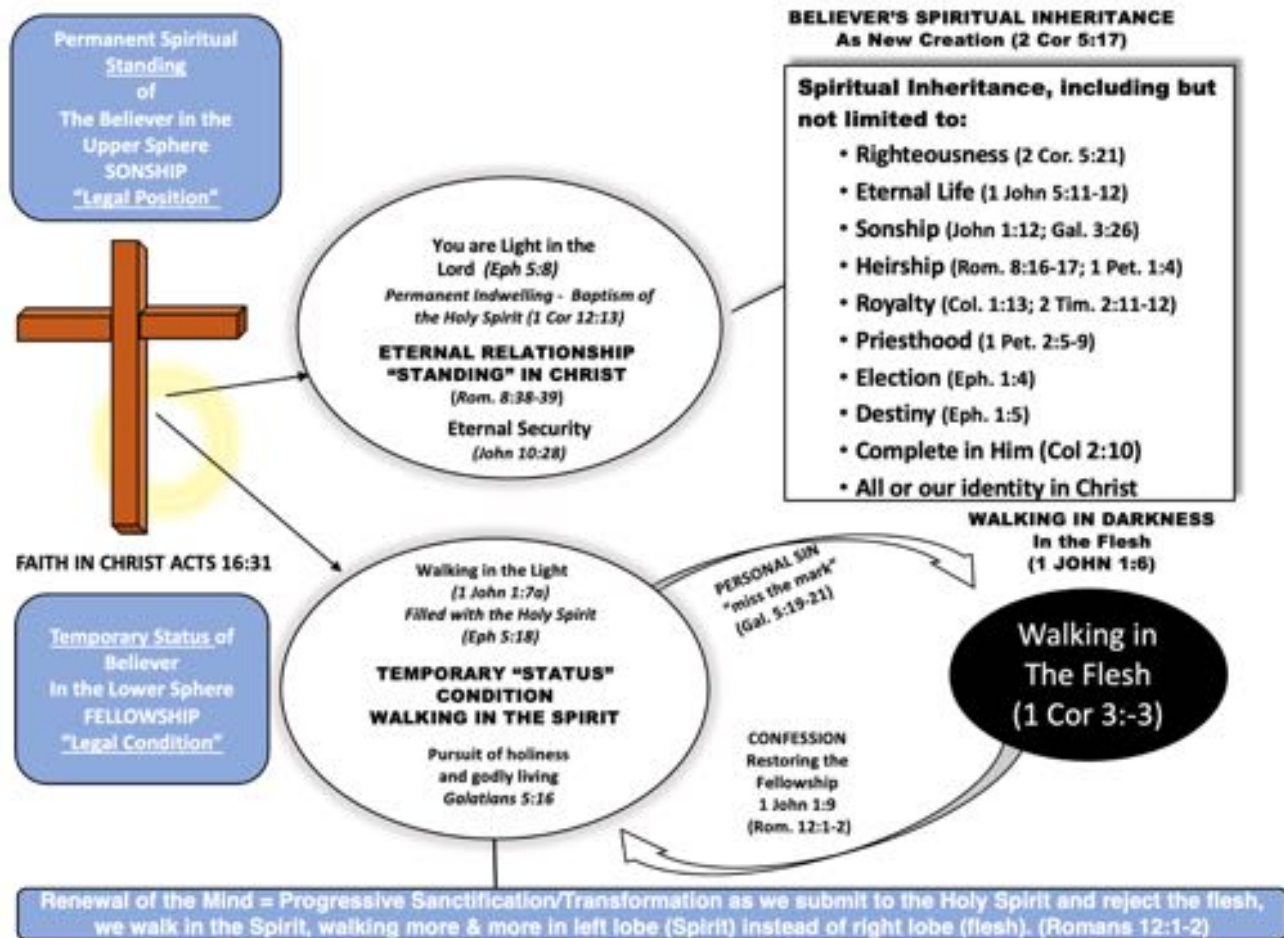 Permanent Spiritual
Standing
of
The Believer in the
Upper Sphere
SONSHIP
"Legal Position"
FAITH IN CHRIST ACTS 16:31
Temporary Status of
Believer
In the Lower Sphere
FELLOWSHIP
"Legal Condition"
You are Light in the
Lord (Eph 5:8)
Permanent Indwelling - Baptism of
the Holy Spirit (1 Cor 12:13)
ETERNAL RELATIONSHIP
"STANDING" IN CHRIST
(Rom. 8:38-39)
Eternal Security
(John 10:28)
BELIEVER'S SPIRITUAL INHERITANCE
As New Creation (2 Cor 5:17)
Spiritual Inheritance, including but
not limited to:
• Righteousness (2 Cor. 5:21)
• Eternal Life (1 John 5:11-12)
• Sonship (John 1:12; Gal. 3:26)
• Heirship (Rom. 8:16-17; 1 Pet. 1:4)
• Royalty (Col. 1:13; 2 Tim. 2:11-12)
• Priesthood (1 Pet. 2:5-9)
• Election (Eph. 1:4)
• Destiny (Eph. 1:5)
• Complete in Him (Col 2:10)
• All or our identity in Christ
Walking in the Light
(1 John 1:7a)
Filled with the Holy Spirit
(Eph 5:18)
TEMPORARY "STATUS"
CONDITION
WALKING IN THE SPIRIT
Pursuit of holiness
and godly living
Galatians 5:16
PERSONAL SIN
"miss the mark"
(Gal. 5:19-21)
WALKING IN DARKNESS
In the Flesh
(1 JOHN 1:6)
Walking in
The Flesh
(1 Cor 3:-3)
CONFESSION
Restoring the
Fellowship
1 John 1:9
(Rom. 12:1-2)
Renewal of the Mind = Progressive Sanctification/Transformation as we submit to the Holy Spirit and reject the flesh,
we walk in the Spirit, walking more & more in left lobe (Spirit) instead of right lobe (flesh). (Romans 12:1-2)